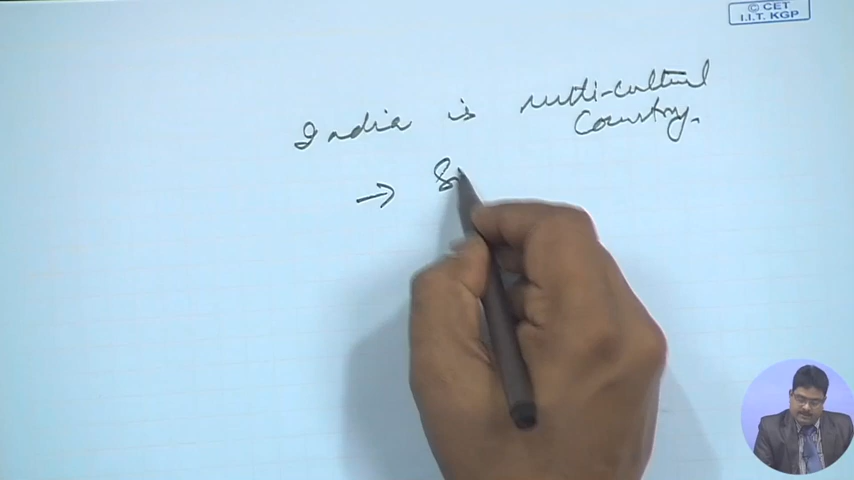 © CET
I.I.T. KGP
India is multi-cultural
Country.
→